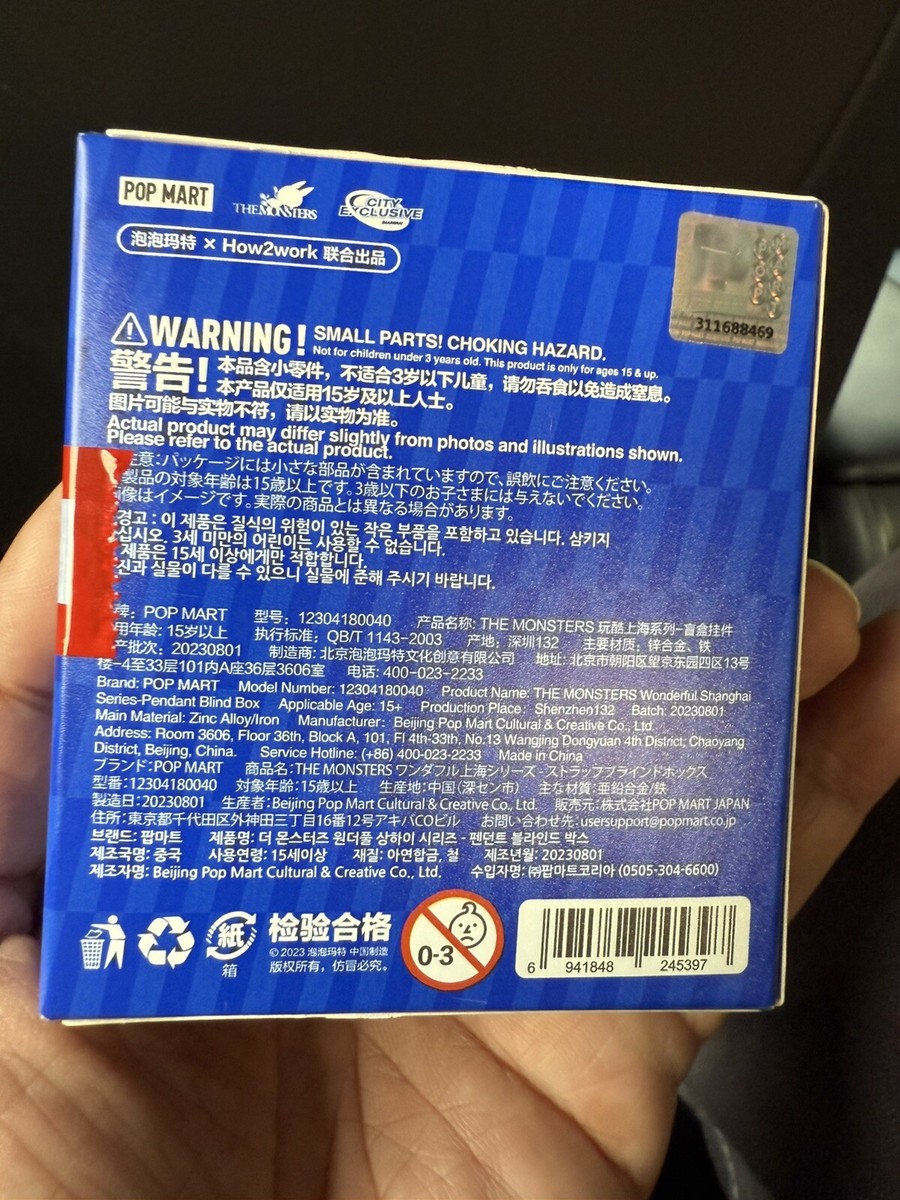 POP MART THE MONSTERS CITY EXCLUSIVE SHANGHAI
泡泡玛特 × How2work 联合出品
311688469
WARNING! SMALL PARTS! CHOKING HAZARD.
Not for children under 3 years old. This product is only for ages 15 & up.
警告! 本品含小零件，不适合3岁以下儿童，请勿吞食以免造成窒息。
本产品仅适用15岁及以上人士。
图片可能与实物不符，请以实物为准。
Actual product may differ slightly from photos and illustrations shown.
Please refer to the actual product.
注意:パッケージには小さな部品が含まれていますので、誤飲にご注意ください。
製品の対象年齢は15歳以上です。3歳以下のお子さまには与えないでください。
像はイメージです。実際の商品とは異なる場合があります。
경고 : 이 제품은 질식의 위험이 있는 작은 부품을 포함하고 있습니다. 삼키지
십시오. 3세 미만의 어린이는 사용할 수 없습니다.
제품은 15세 이상에게만 적합합니다.
진과 실물이 다를 수 있으니 실물에 준해 주시기 바랍니다.
牌: POP MART 型号: 12304180040 产品名称: THE MONSTERS 玩酷上海系列-盲盒挂件
用年龄: 15岁以上 执行标准: QB/T 1143-2003 产地: 深圳132 主要材质: 锌合金、铁
产批次: 20230801 制造商: 北京泡泡玛特文化创意有限公司 地址: 北京市朝阳区望京东园四区13号
楼-4至33层101内A座36层3606室 电话: 400-023-2233
Brand: POP MART Model Number: 12304180040 Product Name: THE MONSTERS Wonderful Shanghai
Series-Pendant Blind Box Applicable Age: 15+ Production Place: Shenzhen132 Batch: 20230801
Main Material: Zinc Alloy/Iron Manufacturer: Beijing Pop Mart Cultural & Creative Co., Ltd.
Address: Room 3606, Floor 36th, Block A, 101, Fl 4th-33th, No.13 Wangjing Dongyuan 4th District, Chaoyang
District, Beijing, China. Service Hotline: (+86) 400-023-2233 Made in China
ブランド:POP MART 商品名:THE MONSTERS ワンダフル上海シリーズ - ストラップブラインドボックス
型番:12304180040 対象年齢:15歳以上 生産地:中国(深セン市) 主な材質:亜鉛合金/鉄
製造日:20230801 生産者:Beijing Pop Mart Cultural & Creative Co., Ltd. 販売元:株式会社POP MART JAPAN
住所:東京都千代田区外神田三丁目16番12号アキバCOビル お問い合わせ先:usersupport@popmart.co.jp
브랜드: 팝마트 제품명: 더 몬스터즈 원더풀 상하이 시리즈 - 펜던트 블라인드 박스
제조국명: 중국 사용연령: 15세이상 재질: 아연합금, 철 제조년월: 20230801
제조자명: Beijing Pop Mart Cultural & Creative Co., Ltd. 수입자명: ㈜팝마트코리아 (0505-304-6600)
紙
箱
检验合格
© 2023 泡泡玛特 中国制造
版权所有，仿冒必究。
0-3
6 941848 245397